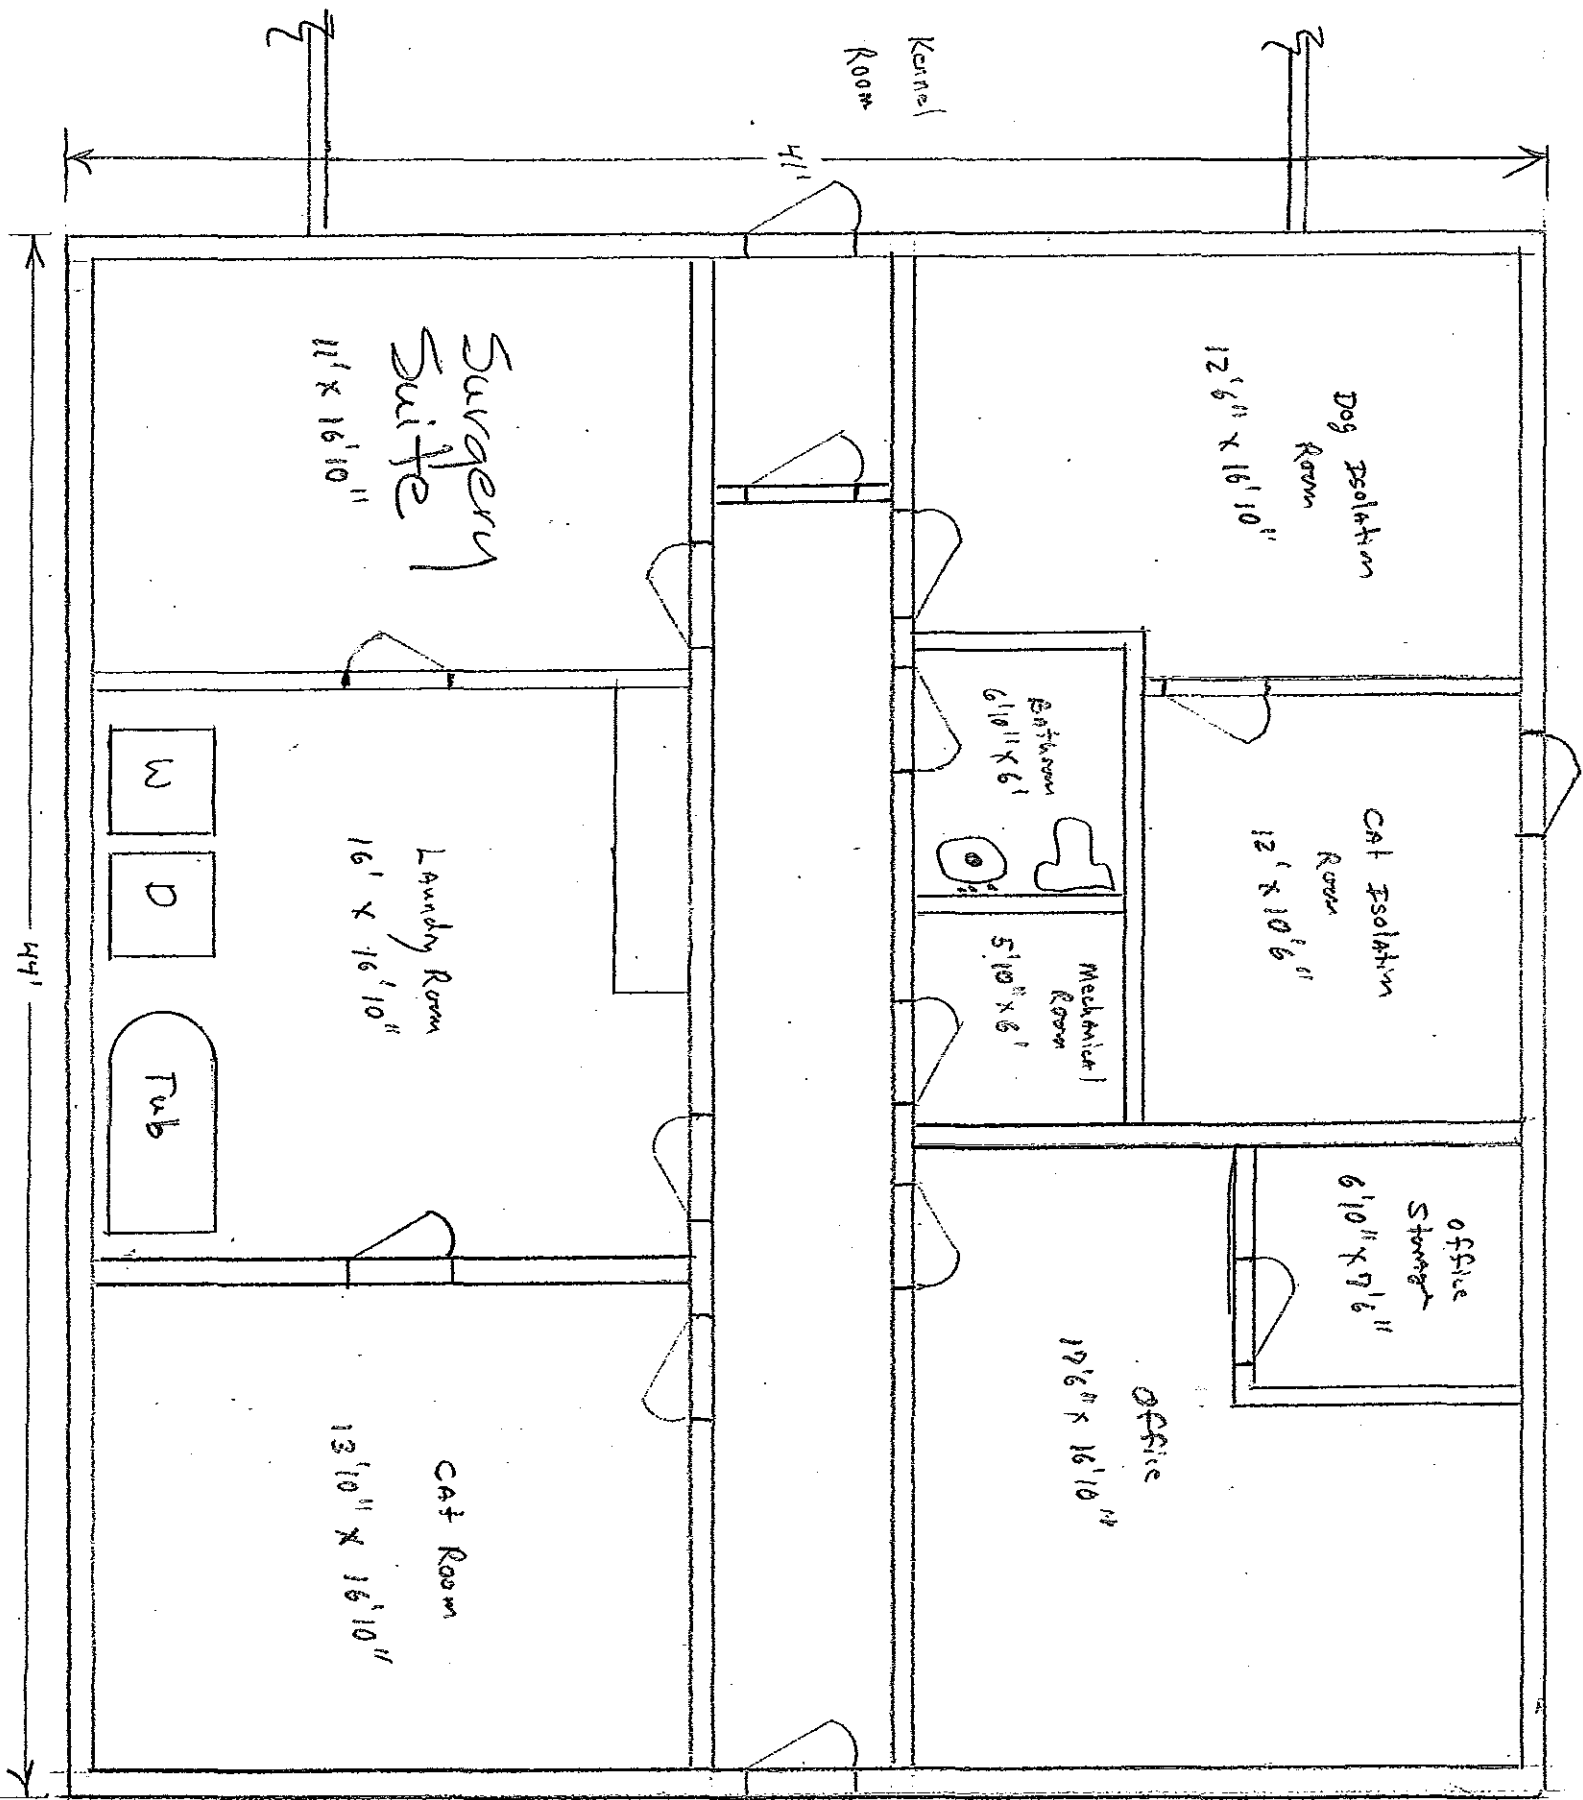 Kennel
Room
41'
Dog Isolation
Room
12'6" x 16'10"
Cat Isolation
Room
12' x 10'6"
Office
Storage
6'10" x 7'6"
Bathroom
6'10" x 6'
Mechanical
Room
5'10" x 6'
Office
17'6" x 16'10"
Surgery
Suite
11' x 16'10"
Laundry Room
16' x 16'10"
W
D
Tub
Cat Room
13'10" x 16'10"
44'